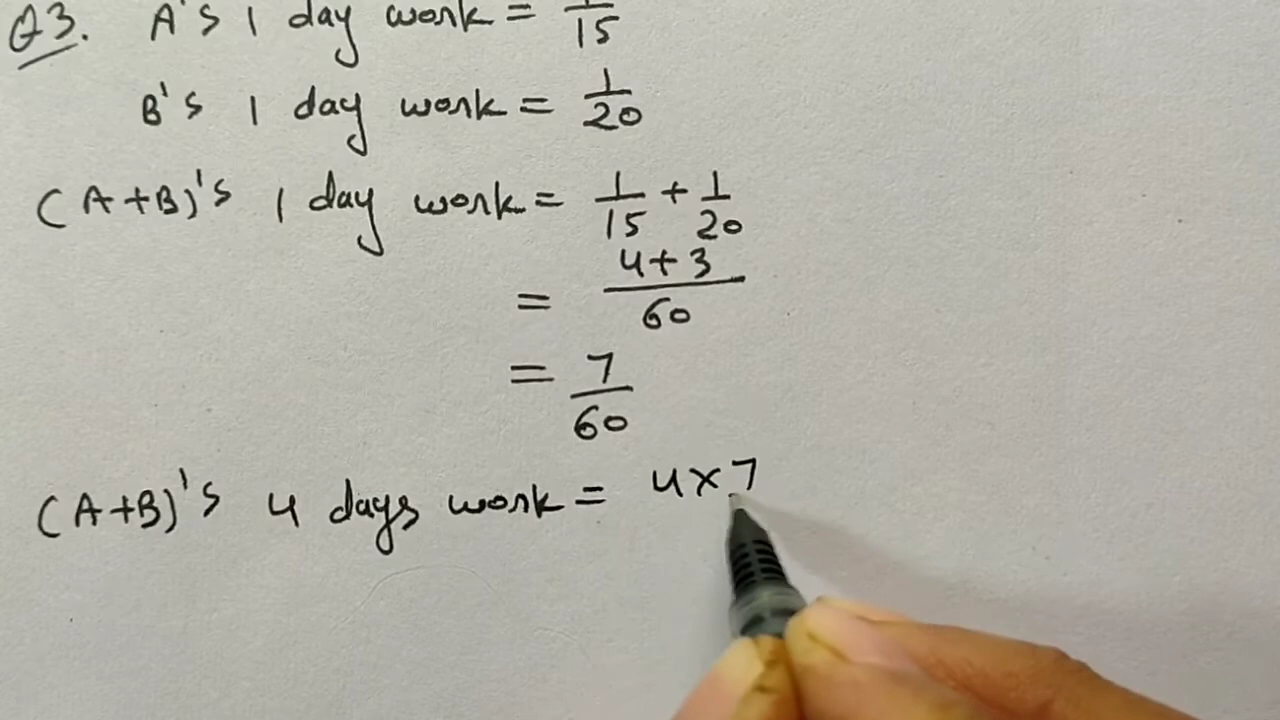 Q3. A's 1 day work = 1/15
B's 1 day work = 1/20
(A+B)'s 1 day work = 1/15 + 1/20
= 4+3/60
= 7/60
(A+B)'s 4 days work = 4×7